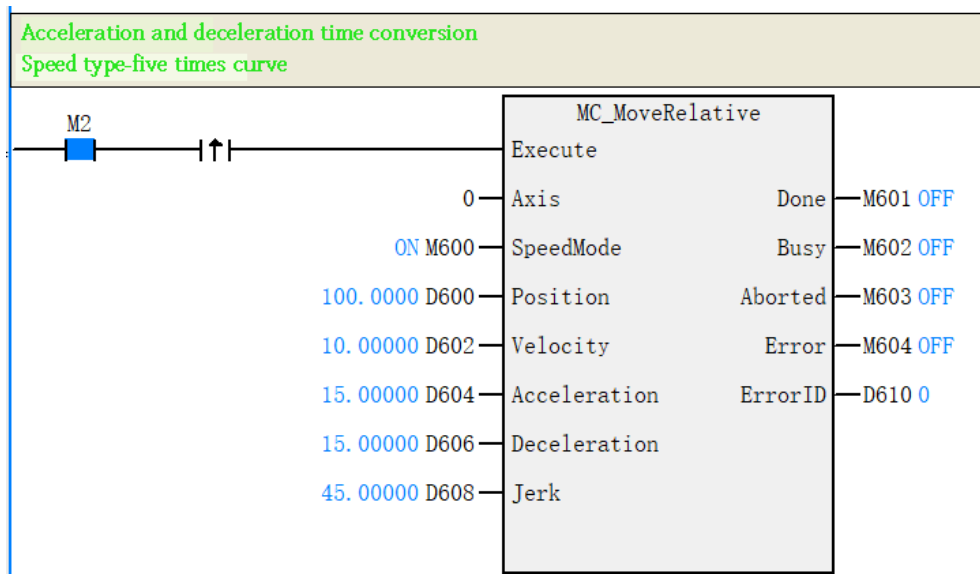 Acceleration and deceleration time conversion
Speed type-five times curve
MC_MoveRelative
M2
Execute
0 Axis Done M601 OFF
ON M600 SpeedMode Busy M602 OFF
100.0000 D600 Position Aborted M603 OFF
10.00000 D602 Velocity Error M604 OFF
15.00000 D604 Acceleration ErrorID D610 0
15.00000 D606 Deceleration
45.00000 D608 Jerk